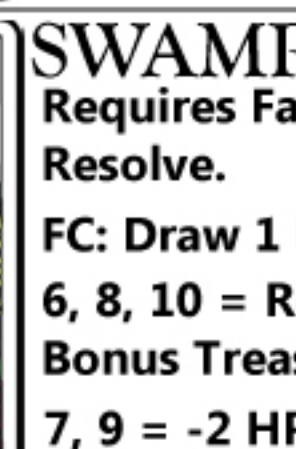 SWAMP
Requires Fa
Resolve.
FC: Draw 1
6, 8, 10 = R
Bonus Treas
7, 9 = -2 HP